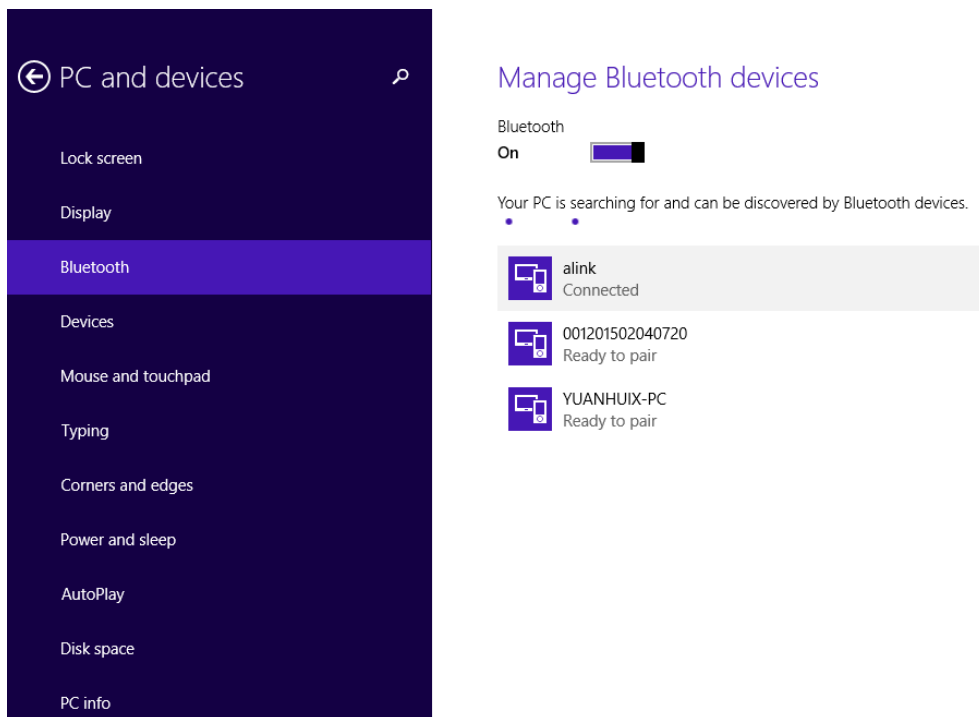 PC and devices
Lock screen
Display
Bluetooth
Devices
Mouse and touchpad
Typing
Corners and edges
Power and sleep
AutoPlay
Disk space
PC info
Manage Bluetooth devices
Bluetooth
On
Your PC is searching for and can be discovered by Bluetooth devices.
alink
Connected
001201502040720
Ready to pair
YUANHUIX-PC
Ready to pair